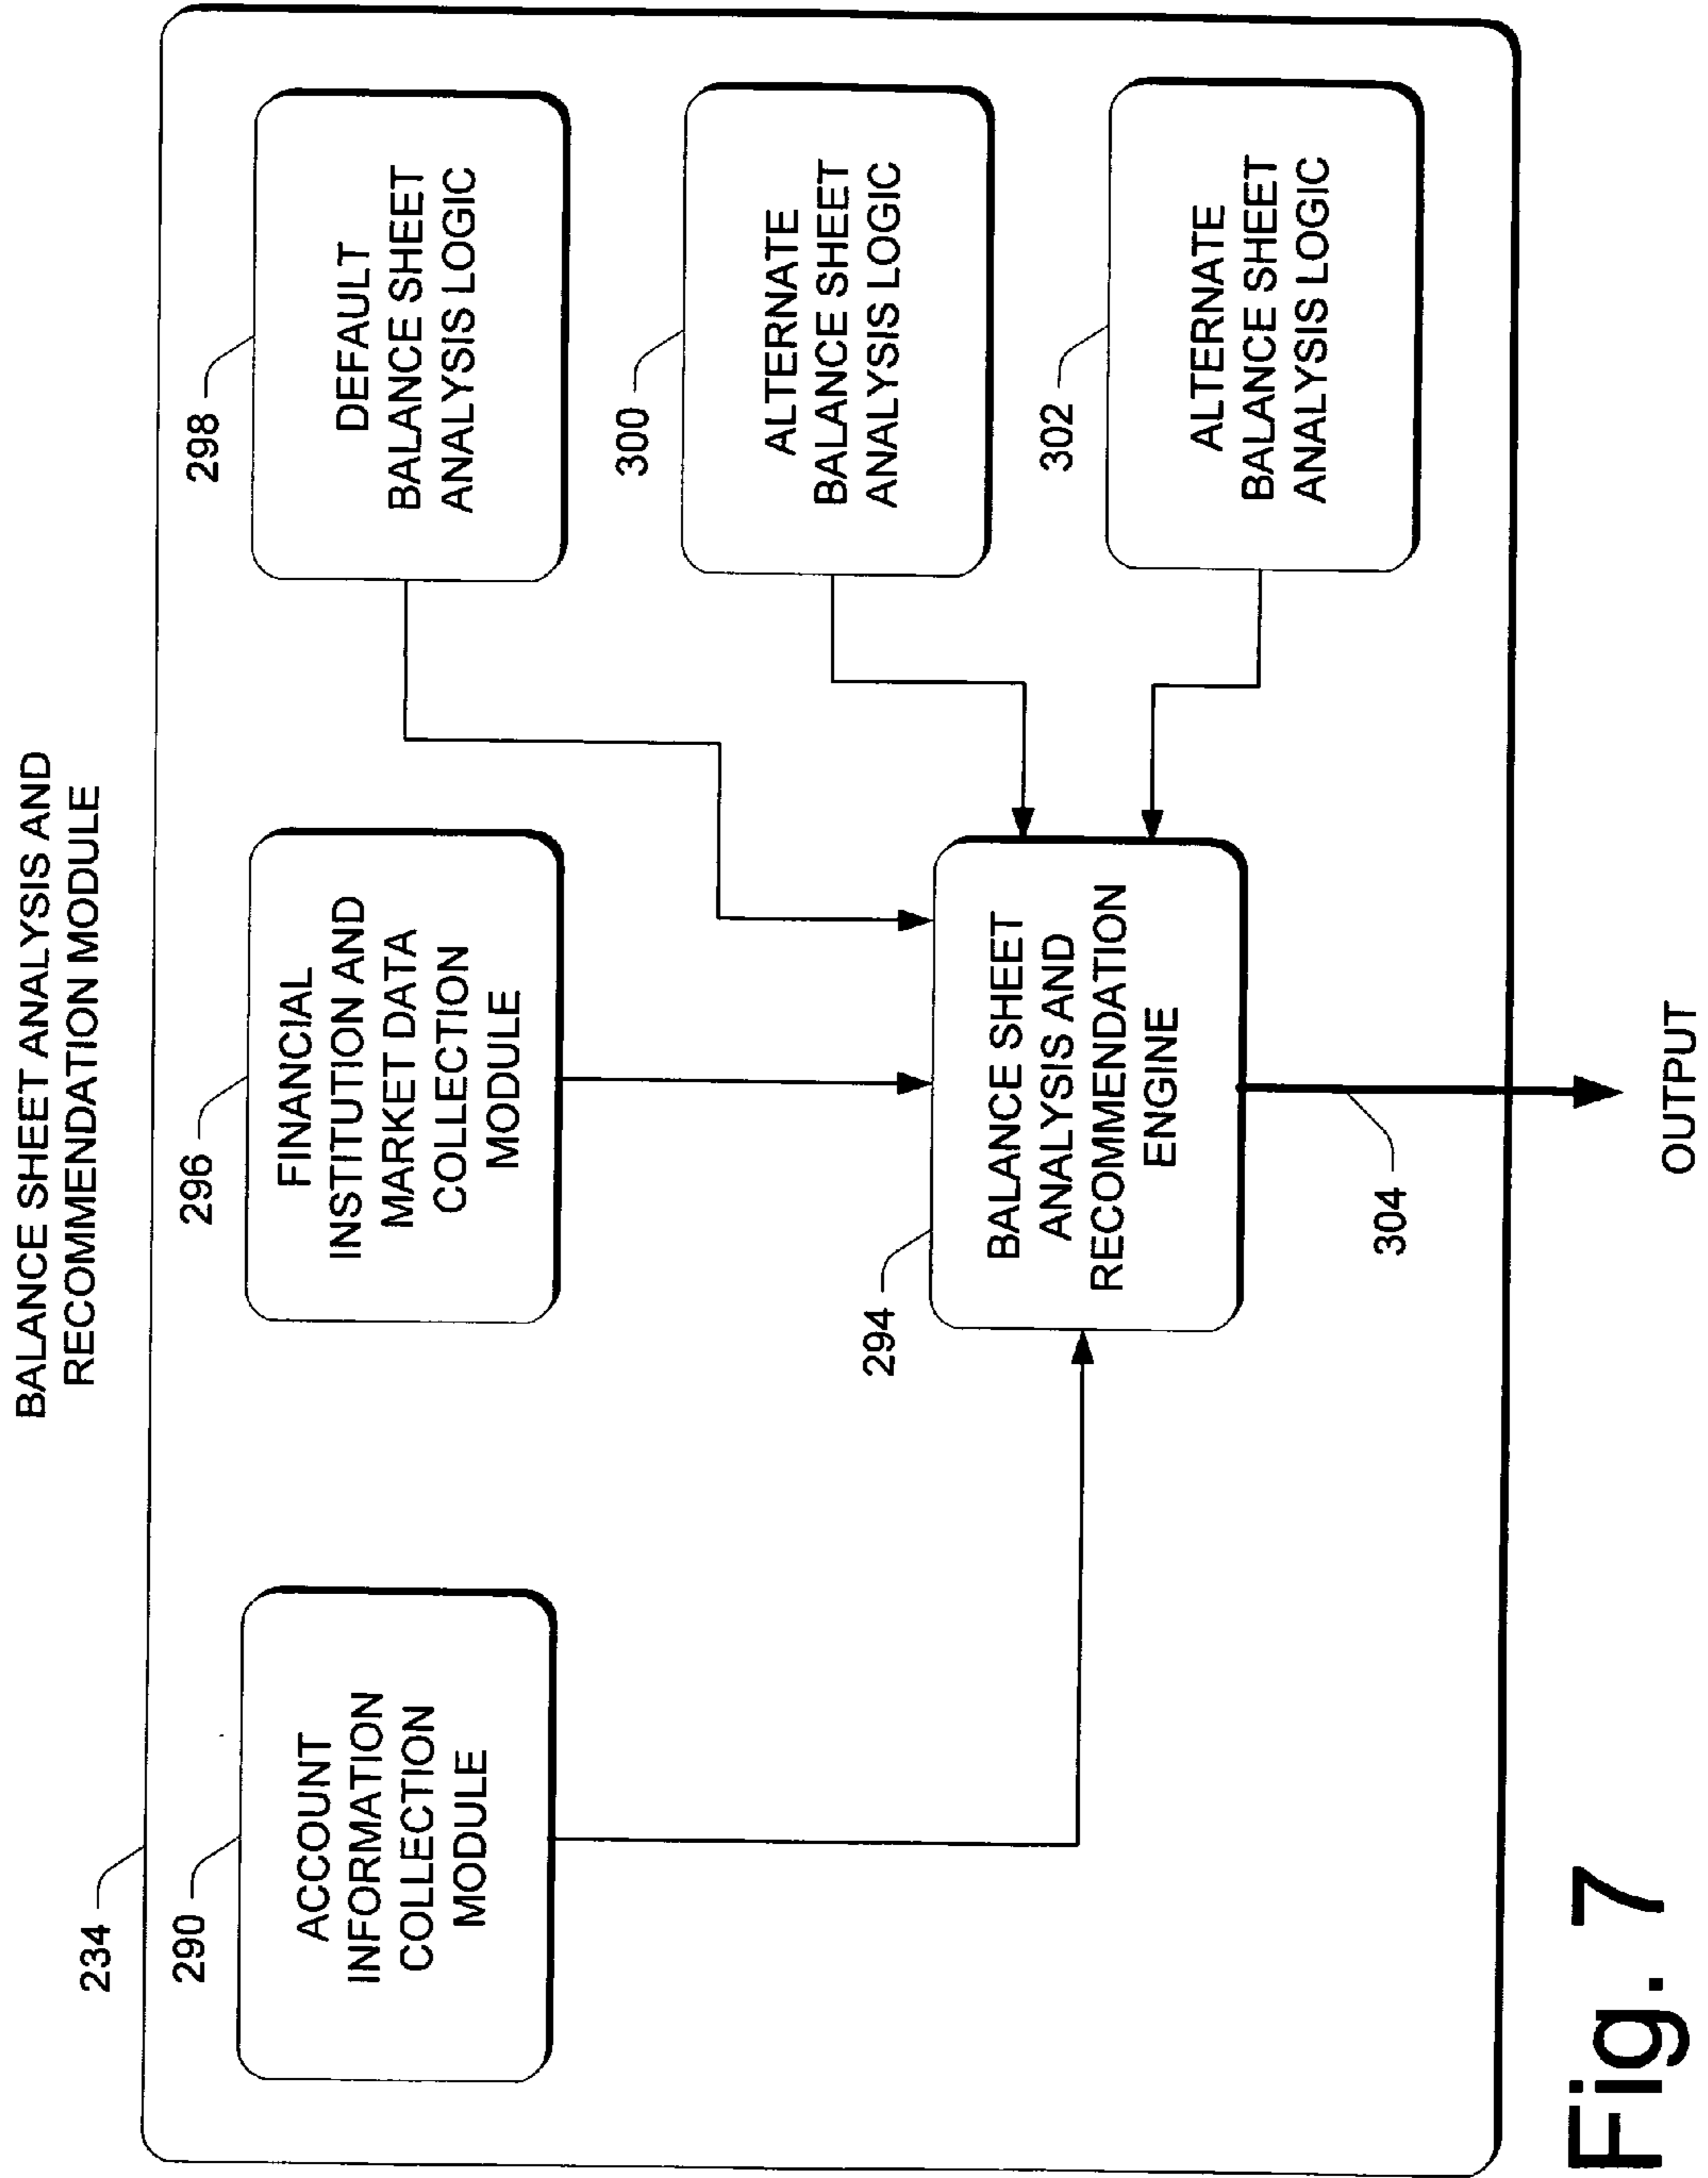 BALANCE SHEET ANALYSIS AND
RECOMMENDATION MODULE
234
290
ACCOUNT
INFORMATION
COLLECTION
MODULE
296
FINANCIAL
INSTITUTION AND
MARKET DATA
COLLECTION
MODULE
298
DEFAULT
BALANCE SHEET
ANALYSIS LOGIC
300
ALTERNATE
BALANCE SHEET
ANALYSIS LOGIC
302
ALTERNATE
BALANCE SHEET
ANALYSIS LOGIC
294
BALANCE SHEET
ANALYSIS AND
RECOMMENDATION
ENGINE
304
OUTPUT
Fig. 7